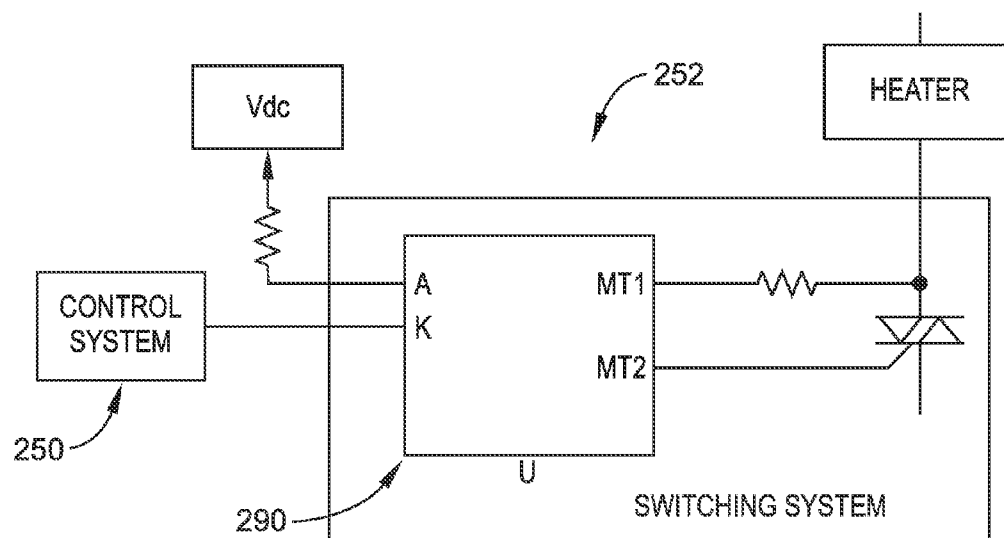 252
HEATER
Vdc
A
MT1
CONTROL
SYSTEM
K
MT2
250
U
290
SWITCHING SYSTEM